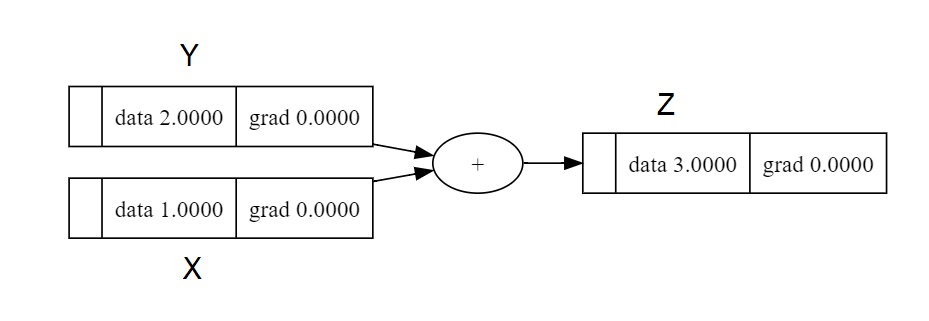 Y
data 2.0000 grad 0.0000
Z
+
data 3.0000 grad 0.0000
data 1.0000 grad 0.0000
X